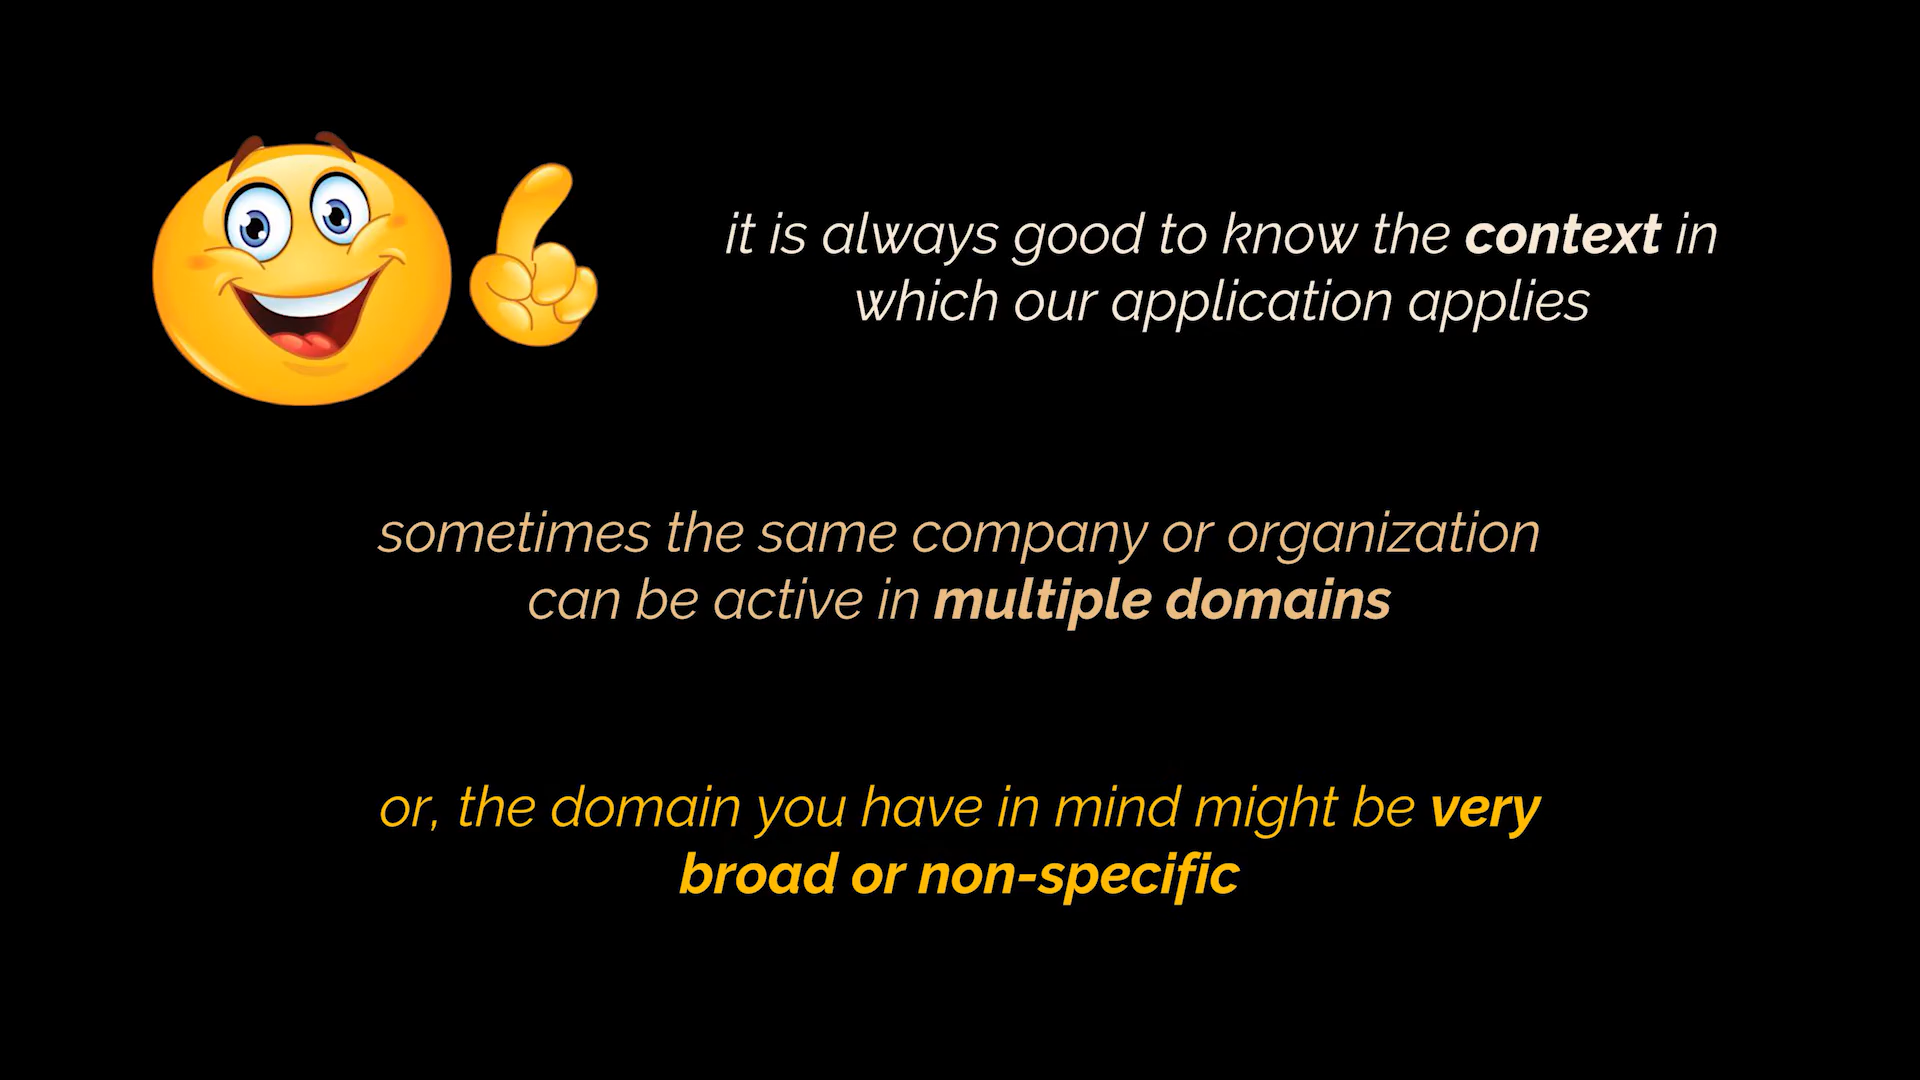 it is always good to know the context in
which our application applies
sometimes the same company or organization
can be active in multiple domains
or, the domain you have in mind might be very
broad or non-specific